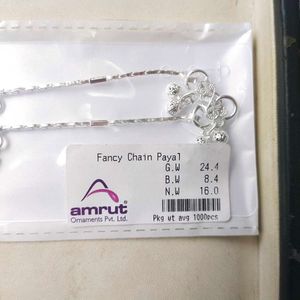 Fancy Chain Payal
G.W 24.4
B.W 8.4
N.W 16.0
amrut
Ornaments Pvt. Ltd.
Pkg wt avg 1000pcs